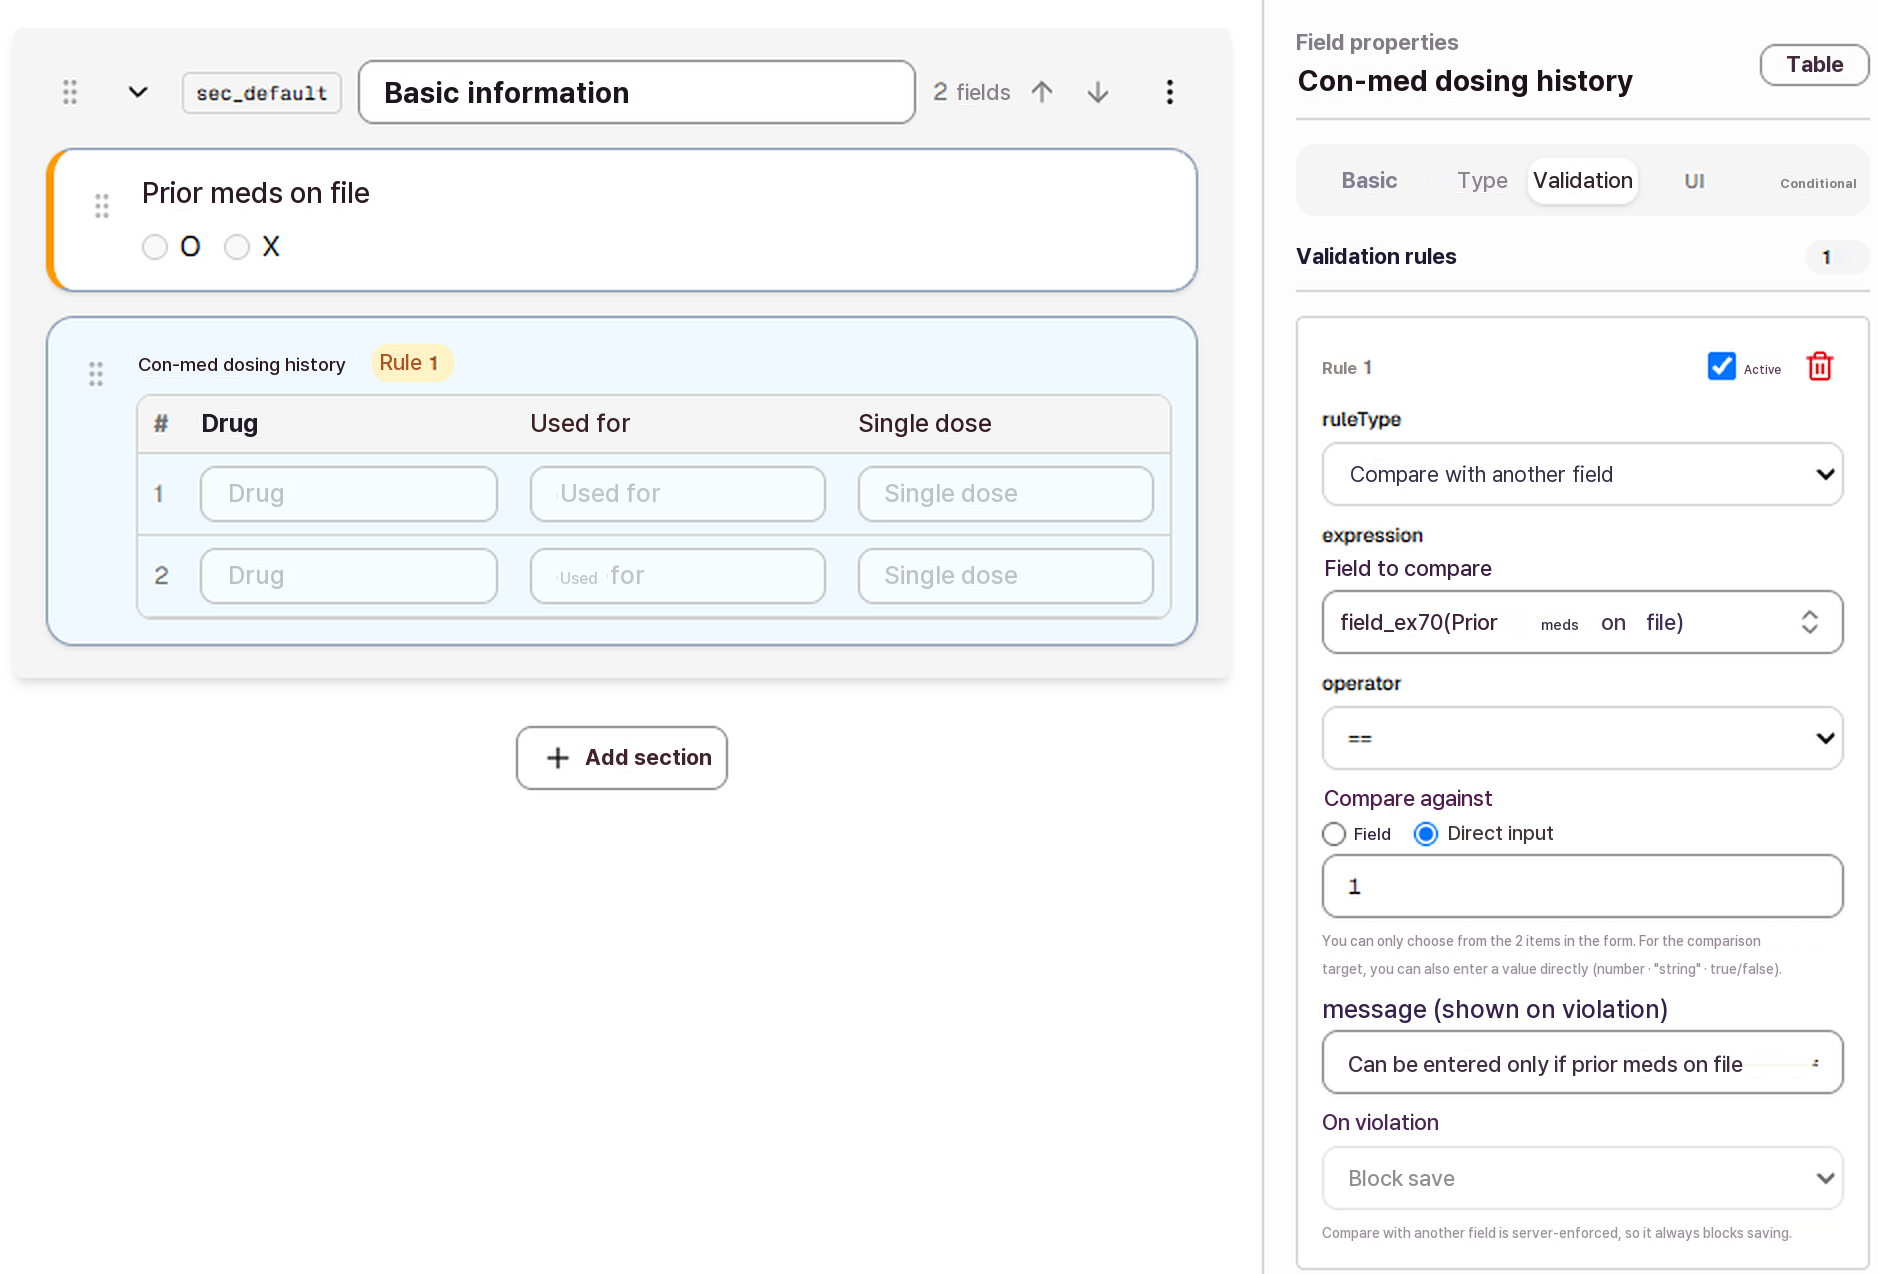 sec_default Basic information 2 fields
Prior meds on file
O X
Con-med dosing history Rule 1
# Drug Used for Single dose
1 Drug Used for Single dose
2 Drug Used for Single dose
+ Add section
Field properties
Con-med dosing history Table
Basic Type Validation UI Conditional
Validation rules 1
Rule 1 Active
ruleType
Compare with another field
expression
Field to compare
field_ex70(Prior meds on file)
operator
==
Compare against
Field Direct input
1
You can only choose from the 2 items in the form. For the comparison
target, you can also enter a value directly (number · "string" · true/false).
message (shown on violation)
Can be entered only if prior meds on file
On violation
Block save
Compare with another field is server-enforced, so it always blocks saving.